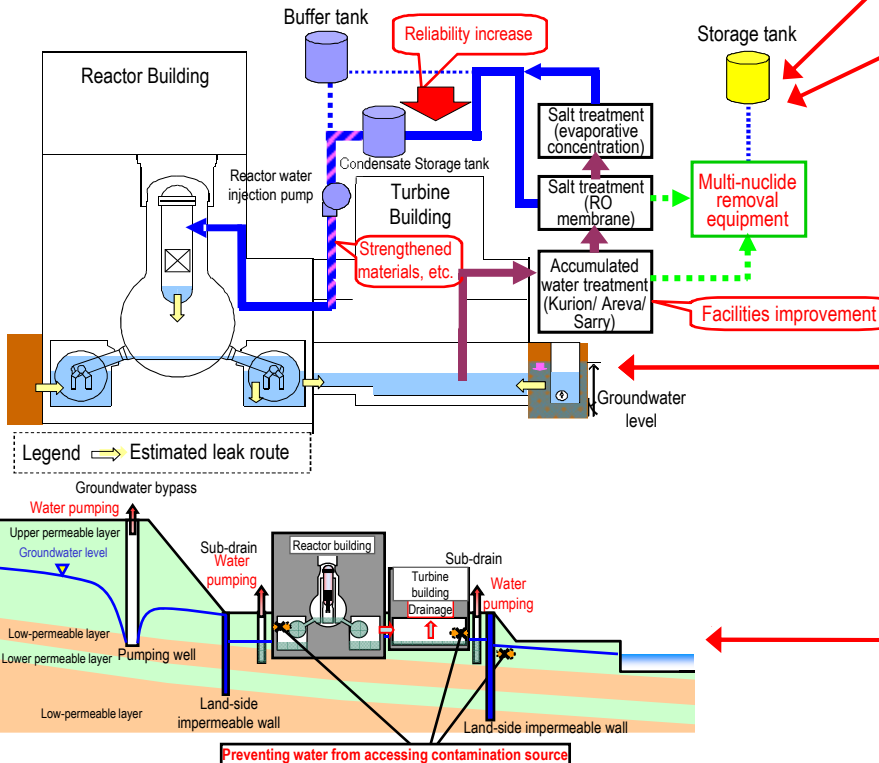 Buffer tank
Reliability increase
Storage tank
Reactor Building
Salt treatment
(evaporative
concentration)
Condensate Storage tank
Reactor water
injection pump
Turbine
Building
Salt treatment
(RO
membrane)
Multi-nuclide
removal
equipment
Strengthened
materials, etc.
Accumulated
water treatment
(Kurion/ Areva/
Sarry)
Facilities improvement
Groundwater
level
Legend
Estimated leak route
Groundwater bypass
Water pumping
Upper permeable layer
Groundwater level
Sub-drain
Water
pumping
Reactor building
Sub-drain
Water
pumping
Turbine
building
Drainage
Low-permeable layer
Pumping well
Lower permeable layer
Land-side
impermeable wall
Low-permeable layer
Land-side impermeable wall
Preventing water from accessing contamination source